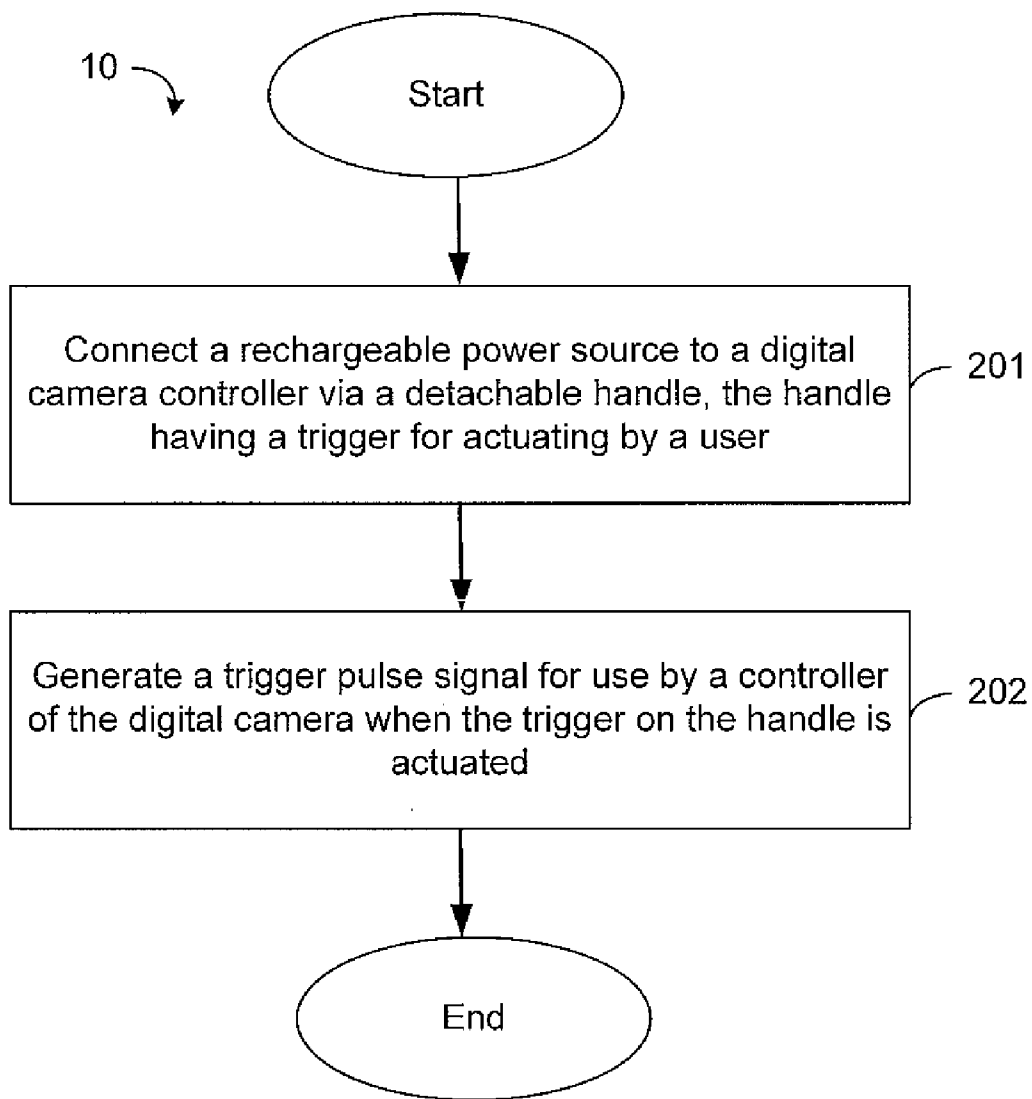 10
Start
Connect a rechargeable power source to a digital
camera controller via a detachable handle, the handle
having a trigger for actuating by a user
201
Generate a trigger pulse signal for use by a controller
of the digital camera when the trigger on the handle is
actuated
202
End